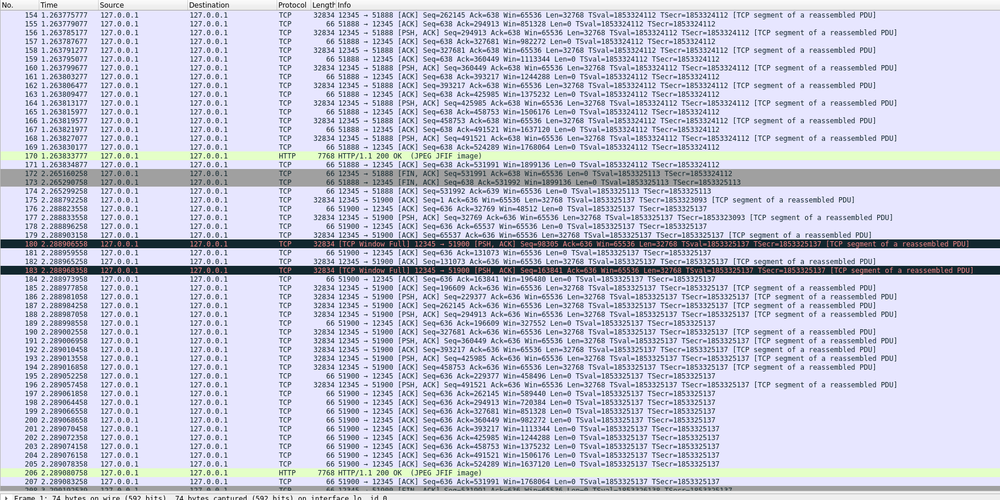 No. Time Source Destination Protocol Length Info
154 1.263775777 127.0.0.1 127.0.0.1 TCP 32834 12345 → 51888 [ACK] Seq=262145 Ack=638 Win=65536 Len=32768 TSval=1853324112 TSecr=1853324112 [TCP segment of a reassembled PDU]
155 1.263779077 127.0.0.1 127.0.0.1 TCP 66 51888 → 12345 [ACK] Seq=638 Ack=294913 Win=851328 Len=0 TSval=1853324112 TSecr=1853324112
156 1.263785177 127.0.0.1 127.0.0.1 TCP 32834 12345 → 51888 [PSH, ACK] Seq=294913 Ack=638 Win=65536 Len=32768 TSval=1853324112 TSecr=1853324112 [TCP segment of a reassembled PDU]
157 1.263787677 127.0.0.1 127.0.0.1 TCP 66 51888 → 12345 [ACK] Seq=638 Ack=327681 Win=982272 Len=0 TSval=1853324112 TSecr=1853324112
158 1.263791277 127.0.0.1 127.0.0.1 TCP 32834 12345 → 51888 [ACK] Seq=327681 Ack=638 Win=65536 Len=32768 TSval=1853324112 TSecr=1853324112 [TCP segment of a reassembled PDU]
159 1.263795077 127.0.0.1 127.0.0.1 TCP 66 51888 → 12345 [ACK] Seq=638 Ack=360449 Win=1113344 Len=0 TSval=1853324112 TSecr=1853324112
160 1.263799677 127.0.0.1 127.0.0.1 TCP 32834 12345 → 51888 [PSH, ACK] Seq=360449 Ack=638 Win=65536 Len=32768 TSval=1853324112 TSecr=1853324112 [TCP segment of a reassembled PDU]
161 1.263803277 127.0.0.1 127.0.0.1 TCP 66 51888 → 12345 [ACK] Seq=638 Ack=393217 Win=1244288 Len=0 TSval=1853324112 TSecr=1853324112
162 1.263806477 127.0.0.1 127.0.0.1 TCP 32834 12345 → 51888 [ACK] Seq=393217 Ack=638 Win=65536 Len=32768 TSval=1853324112 TSecr=1853324112 [TCP segment of a reassembled PDU]
163 1.263809477 127.0.0.1 127.0.0.1 TCP 66 51888 → 12345 [ACK] Seq=638 Ack=425985 Win=1375232 Len=0 TSval=1853324112 TSecr=1853324112
164 1.263813177 127.0.0.1 127.0.0.1 TCP 32834 12345 → 51888 [PSH, ACK] Seq=425985 Ack=638 Win=65536 Len=32768 TSval=1853324112 TSecr=1853324112 [TCP segment of a reassembled PDU]
165 1.263815977 127.0.0.1 127.0.0.1 TCP 66 51888 → 12345 [ACK] Seq=638 Ack=458753 Win=1506176 Len=0 TSval=1853324112 TSecr=1853324112
166 1.263819577 127.0.0.1 127.0.0.1 TCP 32834 12345 → 51888 [ACK] Seq=458753 Ack=638 Win=65536 Len=32768 TSval=1853324112 TSecr=1853324112 [TCP segment of a reassembled PDU]
167 1.263821977 127.0.0.1 127.0.0.1 TCP 66 51888 → 12345 [ACK] Seq=638 Ack=491521 Win=1637120 Len=0 TSval=1853324112 TSecr=1853324112
168 1.263827077 127.0.0.1 127.0.0.1 TCP 32834 12345 → 51888 [PSH, ACK] Seq=491521 Ack=638 Win=65536 Len=32768 TSval=1853324112 TSecr=1853324112 [TCP segment of a reassembled PDU]
169 1.263830177 127.0.0.1 127.0.0.1 TCP 66 51888 → 12345 [ACK] Seq=638 Ack=524289 Win=1768064 Len=0 TSval=1853324112 TSecr=1853324112
170 1.263833777 127.0.0.1 127.0.0.1 HTTP 7768 HTTP/1.1 200 OK (JPEG JFIF image)
171 1.263834877 127.0.0.1 127.0.0.1 TCP 66 51888 → 12345 [ACK] Seq=638 Ack=531991 Win=1899136 Len=0 TSval=1853324112 TSecr=1853324112
172 2.265160258 127.0.0.1 127.0.0.1 TCP 66 12345 → 51888 [FIN, ACK] Seq=531991 Ack=638 Win=65536 Len=0 TSval=1853325113 TSecr=1853324112
173 2.265290758 127.0.0.1 127.0.0.1 TCP 66 51888 → 12345 [FIN, ACK] Seq=638 Ack=531992 Win=1899136 Len=0 TSval=1853325113 TSecr=1853325113
174 2.265299258 127.0.0.1 127.0.0.1 TCP 66 12345 → 51888 [ACK] Seq=531992 Ack=639 Win=65536 Len=0 TSval=1853325113 TSecr=1853325113
175 2.288792258 127.0.0.1 127.0.0.1 TCP 32834 12345 → 51900 [ACK] Seq=1 Ack=636 Win=65536 Len=32768 TSval=1853325137 TSecr=1853323093 [TCP segment of a reassembled PDU]
176 2.288823558 127.0.0.1 127.0.0.1 TCP 66 51900 → 12345 [ACK] Seq=636 Ack=32769 Win=48512 Len=0 TSval=1853325137 TSecr=1853325137
177 2.288833558 127.0.0.1 127.0.0.1 TCP 32834 12345 → 51900 [PSH, ACK] Seq=32769 Ack=636 Win=65536 Len=32768 TSval=1853325137 TSecr=1853323093 [TCP segment of a reassembled PDU]
178 2.288896258 127.0.0.1 127.0.0.1 TCP 66 51900 → 12345 [ACK] Seq=636 Ack=65537 Win=65536 Len=0 TSval=1853325137 TSecr=1853325137
179 2.288903158 127.0.0.1 127.0.0.1 TCP 32834 12345 → 51900 [ACK] Seq=65537 Ack=636 Win=65536 Len=32768 TSval=1853325137 TSecr=1853325137 [TCP segment of a reassembled PDU]
180 2.288906558 127.0.0.1 127.0.0.1 TCP 32834 [TCP Window Full] 12345 → 51900 [PSH, ACK] Seq=98305 Ack=636 Win=65536 Len=32768 TSval=1853325137 TSecr=1853325137 [TCP segment of a reassembled PDU]
181 2.288959558 127.0.0.1 127.0.0.1 TCP 66 51900 → 12345 [ACK] Seq=636 Ack=131073 Win=65536 Len=0 TSval=1853325137 TSecr=1853325137
182 2.288965258 127.0.0.1 127.0.0.1 TCP 32834 12345 → 51900 [ACK] Seq=131073 Ack=636 Win=65536 Len=32768 TSval=1853325137 TSecr=1853325137 [TCP segment of a reassembled PDU]
183 2.288968358 127.0.0.1 127.0.0.1 TCP 32834 [TCP Window Full] 12345 → 51900 [PSH, ACK] Seq=163841 Ack=636 Win=65536 Len=32768 TSval=1853325137 TSecr=1853325137 [TCP segment of a reassembled PDU]
184 2.288973958 127.0.0.1 127.0.0.1 TCP 66 51900 → 12345 [ACK] Seq=636 Ack=163841 Win=196480 Len=0 TSval=1853325137 TSecr=1853325137
185 2.288977858 127.0.0.1 127.0.0.1 TCP 32834 12345 → 51900 [ACK] Seq=196609 Ack=636 Win=65536 Len=32768 TSval=1853325137 TSecr=1853325137 [TCP segment of a reassembled PDU]
186 2.288981058 127.0.0.1 127.0.0.1 TCP 32834 12345 → 51900 [PSH, ACK] Seq=229377 Ack=636 Win=65536 Len=32768 TSval=1853325137 TSecr=1853325137 [TCP segment of a reassembled PDU]
187 2.288984258 127.0.0.1 127.0.0.1 TCP 32834 12345 → 51900 [ACK] Seq=262145 Ack=636 Win=65536 Len=32768 TSval=1853325137 TSecr=1853325137 [TCP segment of a reassembled PDU]
188 2.288987058 127.0.0.1 127.0.0.1 TCP 32834 12345 → 51900 [PSH, ACK] Seq=294913 Ack=636 Win=65536 Len=32768 TSval=1853325137 TSecr=1853325137 [TCP segment of a reassembled PDU]
189 2.288998558 127.0.0.1 127.0.0.1 TCP 66 51900 → 12345 [ACK] Seq=636 Ack=196609 Win=327552 Len=0 TSval=1853325137 TSecr=1853325137
190 2.289002558 127.0.0.1 127.0.0.1 TCP 32834 12345 → 51900 [ACK] Seq=327681 Ack=636 Win=65536 Len=32768 TSval=1853325137 TSecr=1853325137 [TCP segment of a reassembled PDU]
191 2.289006958 127.0.0.1 127.0.0.1 TCP 32834 12345 → 51900 [PSH, ACK] Seq=360449 Ack=636 Win=65536 Len=32768 TSval=1853325137 TSecr=1853325137 [TCP segment of a reassembled PDU]
192 2.289010458 127.0.0.1 127.0.0.1 TCP 32834 12345 → 51900 [ACK] Seq=393217 Ack=636 Win=65536 Len=32768 TSval=1853325137 TSecr=1853325137 [TCP segment of a reassembled PDU]
193 2.289013558 127.0.0.1 127.0.0.1 TCP 32834 12345 → 51900 [PSH, ACK] Seq=425985 Ack=636 Win=65536 Len=32768 TSval=1853325137 TSecr=1853325137 [TCP segment of a reassembled PDU]
194 2.289016858 127.0.0.1 127.0.0.1 TCP 32834 12345 → 51900 [ACK] Seq=458753 Ack=636 Win=65536 Len=32768 TSval=1853325137 TSecr=1853325137 [TCP segment of a reassembled PDU]
195 2.289052258 127.0.0.1 127.0.0.1 TCP 66 51900 → 12345 [ACK] Seq=636 Ack=229377 Win=458496 Len=0 TSval=1853325137 TSecr=1853325137
196 2.289057458 127.0.0.1 127.0.0.1 TCP 32834 12345 → 51900 [PSH, ACK] Seq=491521 Ack=636 Win=65536 Len=32768 TSval=1853325137 TSecr=1853325137 [TCP segment of a reassembled PDU]
197 2.289061858 127.0.0.1 127.0.0.1 TCP 66 51900 → 12345 [ACK] Seq=636 Ack=262145 Win=589440 Len=0 TSval=1853325137 TSecr=1853325137
198 2.289064458 127.0.0.1 127.0.0.1 TCP 66 51900 → 12345 [ACK] Seq=636 Ack=294913 Win=720384 Len=0 TSval=1853325137 TSecr=1853325137
199 2.289066558 127.0.0.1 127.0.0.1 TCP 66 51900 → 12345 [ACK] Seq=636 Ack=327681 Win=851328 Len=0 TSval=1853325137 TSecr=1853325137
200 2.289068658 127.0.0.1 127.0.0.1 TCP 66 51900 → 12345 [ACK] Seq=636 Ack=360449 Win=982272 Len=0 TSval=1853325137 TSecr=1853325137
201 2.289070458 127.0.0.1 127.0.0.1 TCP 66 51900 → 12345 [ACK] Seq=636 Ack=393217 Win=1113344 Len=0 TSval=1853325137 TSecr=1853325137
202 2.289072358 127.0.0.1 127.0.0.1 TCP 66 51900 → 12345 [ACK] Seq=636 Ack=425985 Win=1244288 Len=0 TSval=1853325137 TSecr=1853325137
203 2.289074158 127.0.0.1 127.0.0.1 TCP 66 51900 → 12345 [ACK] Seq=636 Ack=458753 Win=1375232 Len=0 TSval=1853325137 TSecr=1853325137
204 2.289076158 127.0.0.1 127.0.0.1 TCP 66 51900 → 12345 [ACK] Seq=636 Ack=491521 Win=1506176 Len=0 TSval=1853325137 TSecr=1853325137
205 2.289078358 127.0.0.1 127.0.0.1 TCP 66 51900 → 12345 [ACK] Seq=636 Ack=524289 Win=1637120 Len=0 TSval=1853325137 TSecr=1853325137
206 2.289080758 127.0.0.1 127.0.0.1 HTTP 7768 HTTP/1.1 200 OK (JPEG JFIF image)
207 2.289083258 127.0.0.1 127.0.0.1 TCP 66 51900 → 12345 [ACK] Seq=636 Ack=531991 Win=1768064 Len=0 TSval=1853325137 TSecr=1853325137
208 3.290192539 127.0.0.1 127.0.0.1 TCP 66 12345 → 51900 [FIN, ACK] Seq=531991 Ack=636 Win=65536 Len=0 TSval=1853326138 TSecr=1853325137
Frame 1: 74 bytes on wire (592 bits), 74 bytes captured (592 bits) on interface lo, id 0